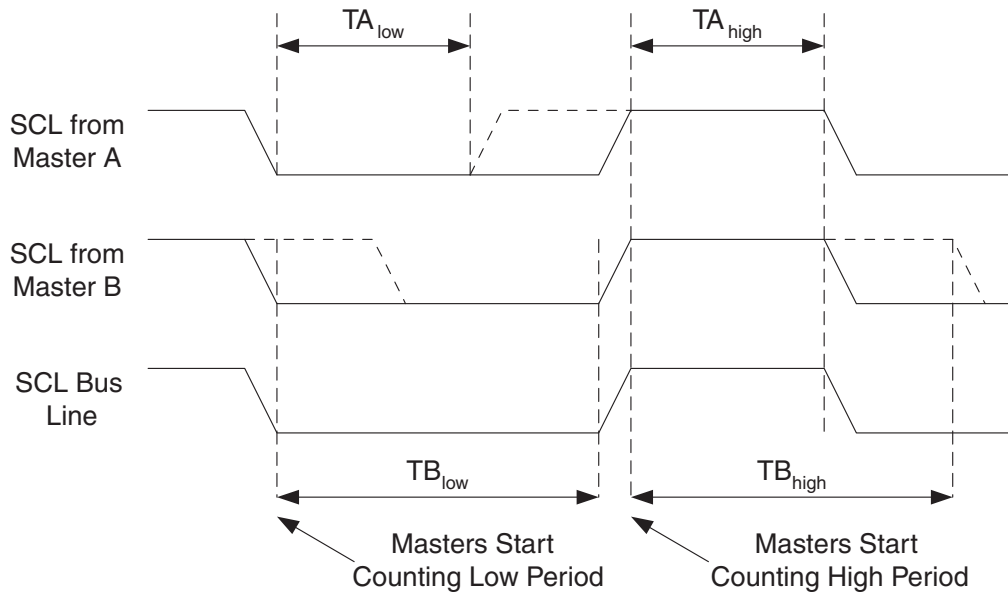 TA low
TA high
SCL from
Master A
SCL from
Master B
SCL Bus
Line
TB low
TB high
Masters Start
Counting Low Period
Masters Start
Counting High Period